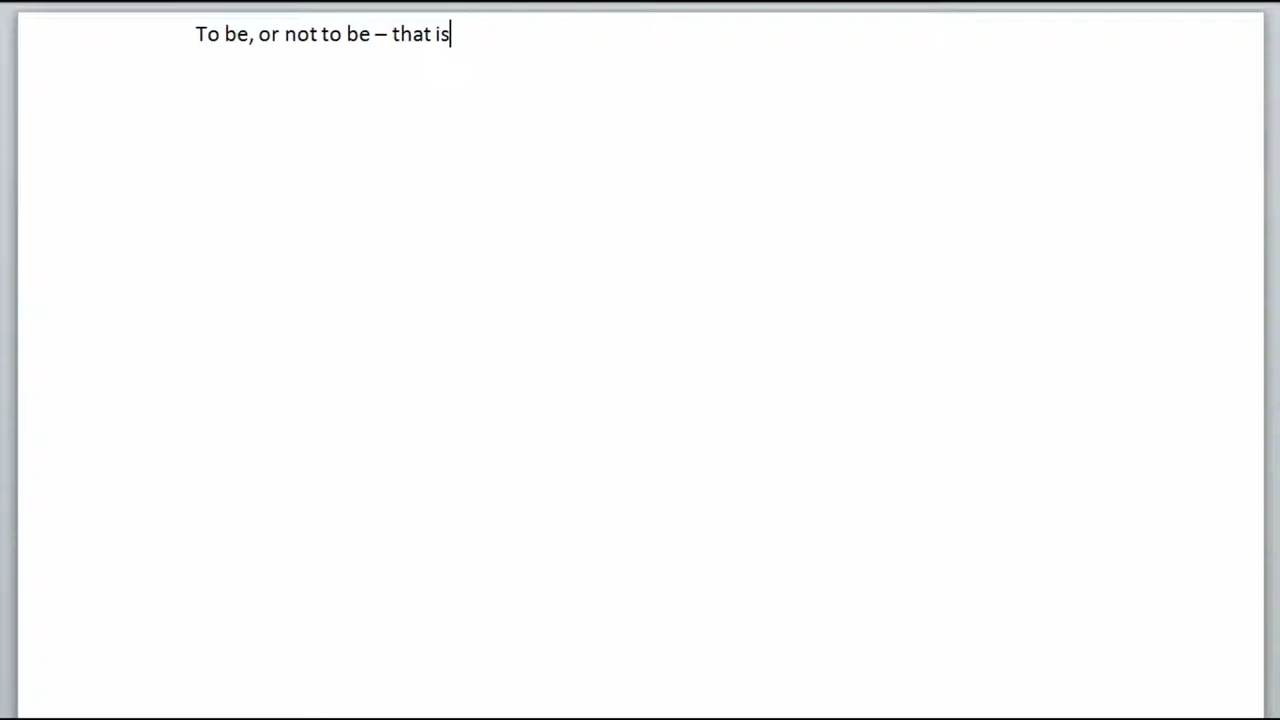 To be, or not to be – that is